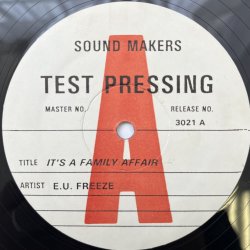 SOUND MAKERS
TEST PRESSING
MASTER NO. RELEASE NO.
3021 A
A
TITLE IT'S A FAMILY AFFAIR
ARTIST E.U. FREEZE